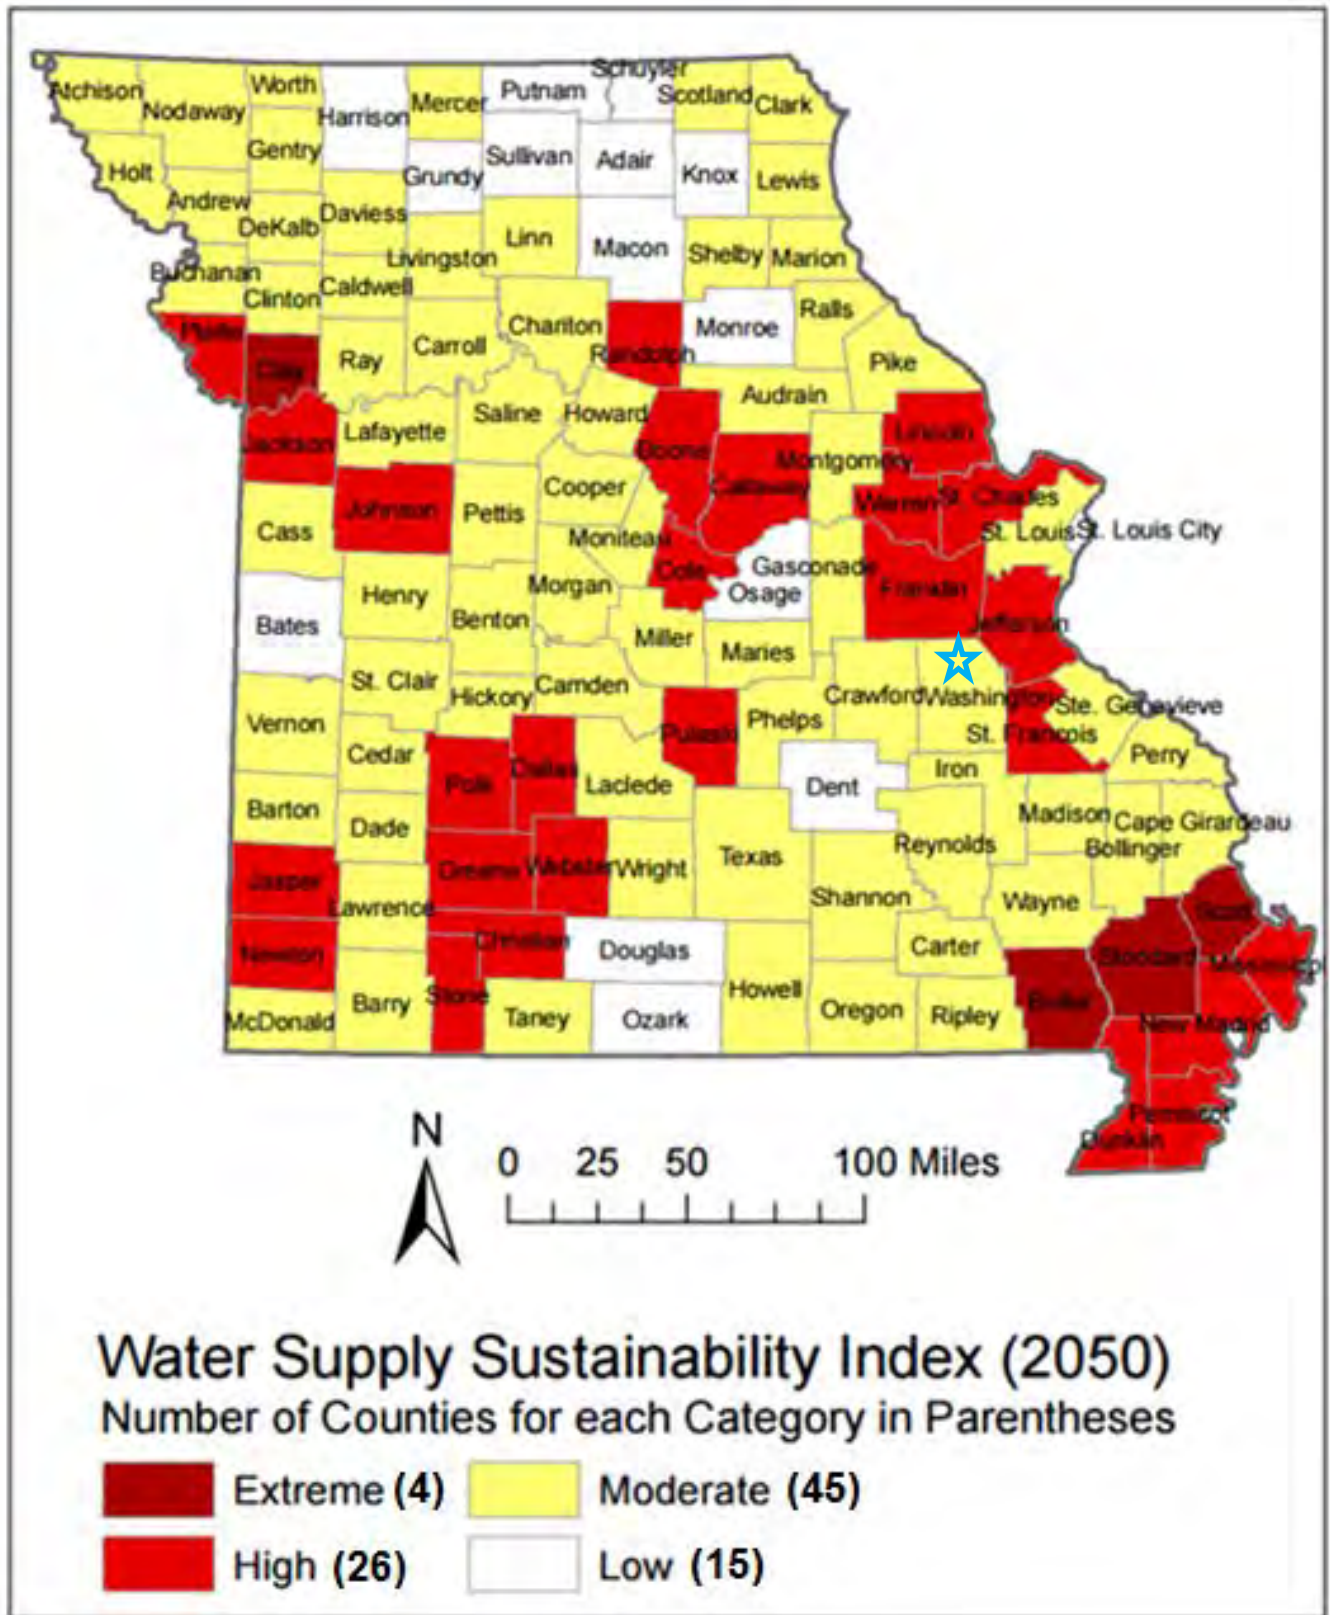 Schuyler
Atchison Nodaway Worth Harrison Mercer Putnam Scotland Clark
Holt Gentry Grundy Sullivan Adair Knox Lewis
Andrew DeKalb Daviess Livingston Linn Macon Shelby Marion
Buchanan Clinton Caldwell Chariton Monroe Ralls
Platte Clay Ray Carroll Randolph Pike
Jackson Lafayette Saline Howard Boone Audrain Lincoln
Cass Johnson Pettis Cooper Callaway Montgomery Warren St. Charles
Moniteau St. Louis St. Louis City
Bates Henry Benton Morgan Cole Osage Gasconade Franklin Jefferson
Miller Maries
St. Clair Hickory Camden Crawford Washington Ste. Genevieve
Vernon Cedar Pulaski Phelps St. Francois Perry
Barton Polk Dallas Laclede Dent Iron
Dade Madison Cape Girardeau
Jasper Greene Webster Wright Texas Reynolds Bollinger
Lawrence Shannon Wayne Scott
Newton Christian Douglas Carter Stoddard Mississippi
McDonald Barry Stone Taney Ozark Howell Oregon Ripley Butler New Madrid
Pemiscot
Dunklin
N
0 25 50 100 Miles
Water Supply Sustainability Index (2050)
Number of Counties for each Category in Parentheses
Extreme (4) Moderate (45)
High (26) Low (15)